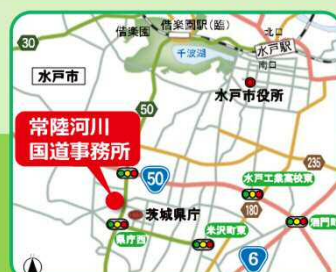 偕楽園
偕楽園駅(臨)
北口
水戸駅
南口
30
千波湖
水戸市
50
水戸市役所
常陸河川
国道事務所
50
水戸工業高校東
235
茨城県庁
180
酒門町
県庁西
米沢町東
6